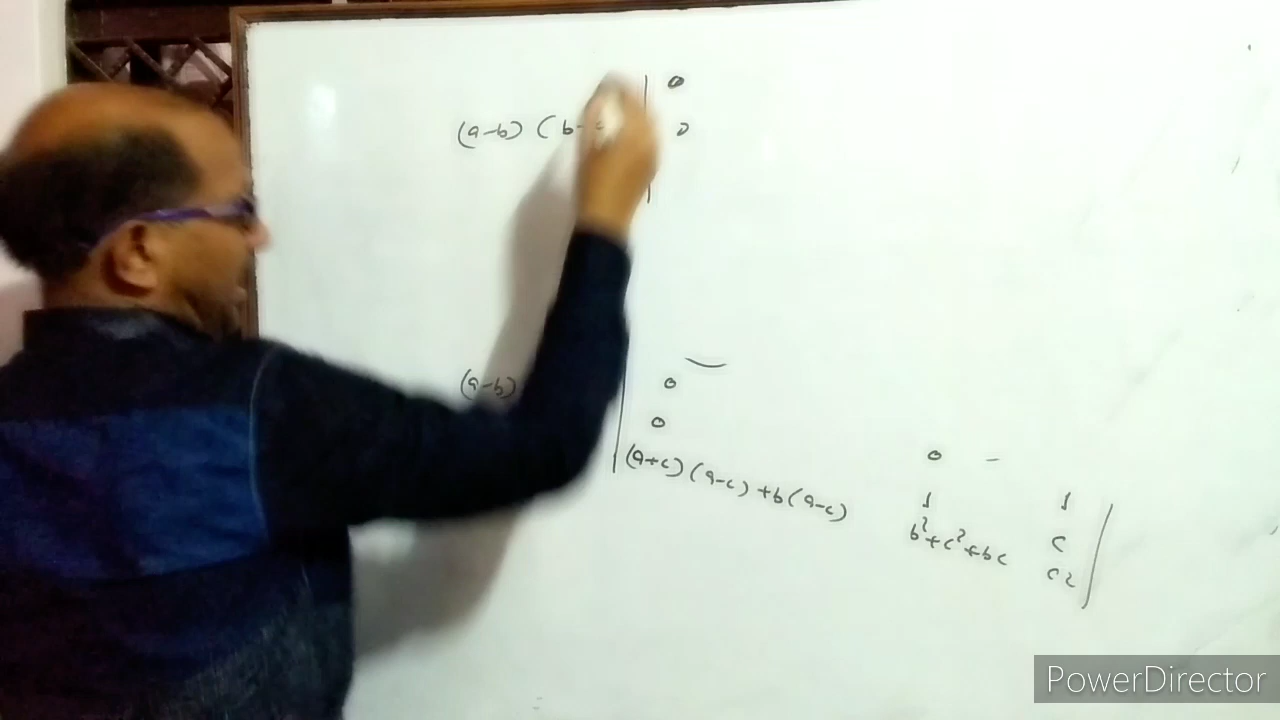 0
(a-b) (b-c 0
(a-b) 0
0 0 -
(a+c) (a-c) + b (a-c) 1 1
b²+c²+bc c
c2
PowerDirector